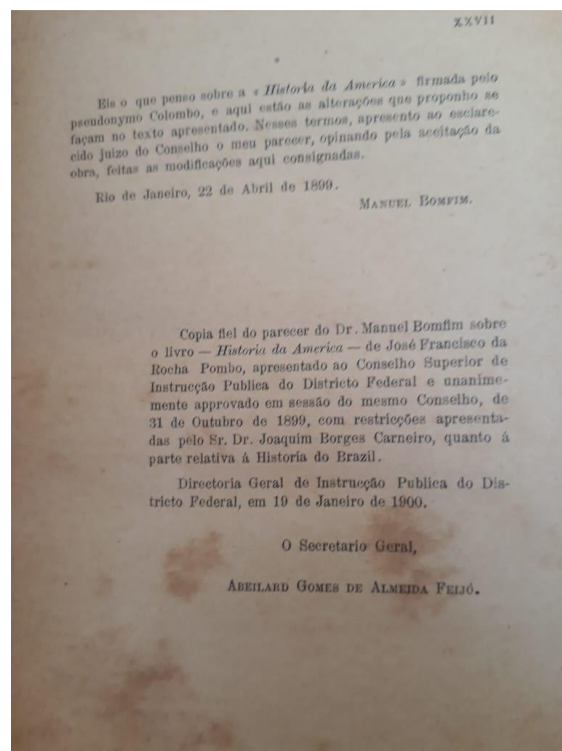 XXVII
Eis o que penso sobre a « Historia da America » firmada pelo
pseudonymo Colombo, e aqui estão as alterações que proponho se
façam no texto apresentado. Nesses termos, apresento ao esclare-
cido juizo do Conselho o meu parecer, opinando pela aceitação da
obra, feitas as modificações aqui consignadas.
Rio de Janeiro, 22 de Abril de 1899.
MANUEL BOMFIM.
Copia fiel do parecer do Dr. Manuel Bomfim sobre
o livro — Historia da America — de José Francisco da
Rocha Pombo, apresentado ao Conselho Superior de
Instrucção Publica do Districto Federal e unanime-
mente approvado em sessão do mesmo Conselho, de
31 de Outubro de 1899, com restricções apresenta-
das pelo Sr. Dr. Joaquim Borges Carneiro, quanto á
parte relativa á Historia do Brazil.
Directoria Geral de Instrucção Publica do Dis-
tricto Federal, em 19 de Janeiro de 1900.
O Secretario Geral,
ABEILARD GOMES DE ALMEIDA FEIJÓ.